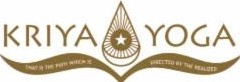 KRIYA YOGA
THAT IS THE PATH WHICH IS DIRECTED BY THE REALIZED